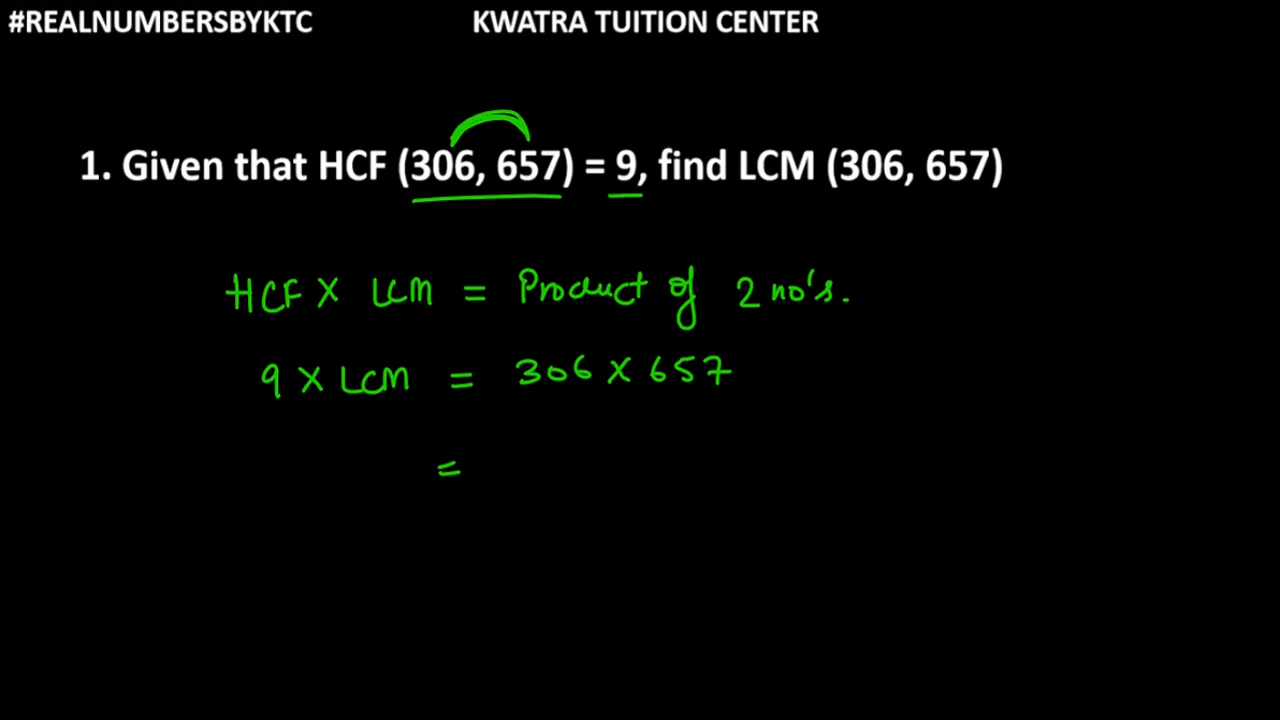 #REALNUMBERSBYKTC KWATRA TUITION CENTER
1. Given that HCF (306, 657) = 9, find LCM (306, 657)
HCF X LCM = Product of 2 no's.
9 X LCM = 306 X 657
=